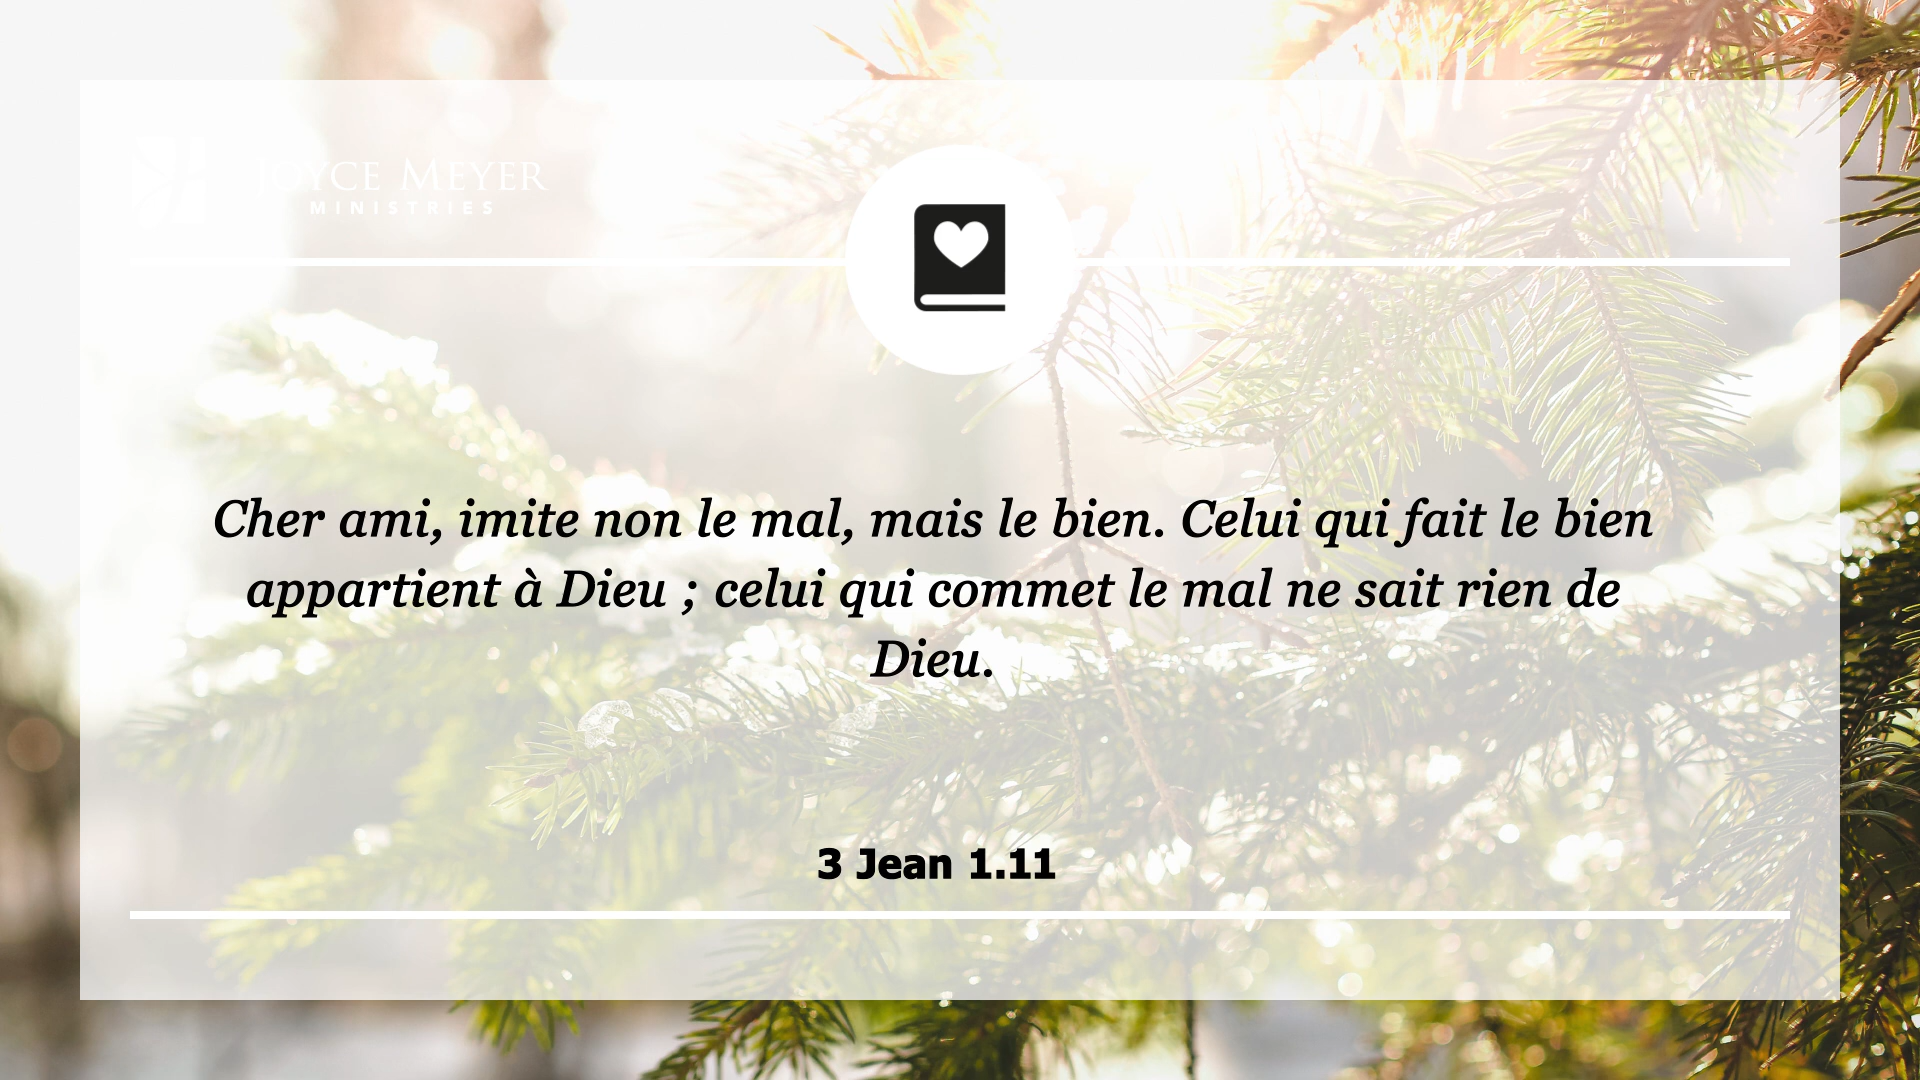 JOYCE MEYER
MINISTRIES
Cher ami, imite non le mal, mais le bien. Celui qui fait le bien
appartient à Dieu ; celui qui commet le mal ne sait rien de
Dieu.
3 Jean 1.11